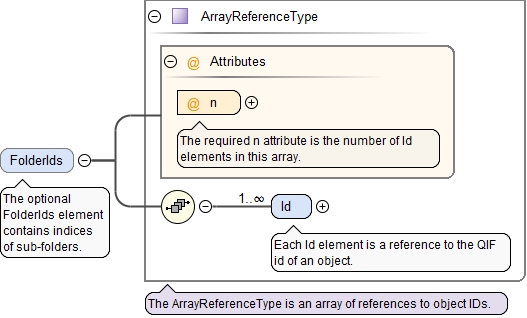 ArrayReferenceType
@ Attributes
@ n
The required n attribute is the number of Id
elements in this array.
FolderIds
The optional
FolderIds element
contains indices
of sub-folders.
1..∞
Id
Each Id element is a reference to the QIF
id of an object.
The ArrayReferenceType is an array of references to object IDs.